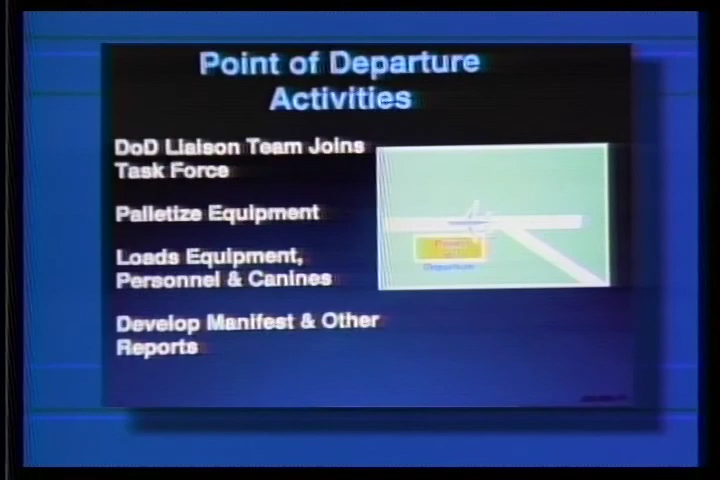 Point of Departure
Activities
DoD Liaison Team Joins
Task Force
Palletize Equipment
Loads Equipment,
Personnel & Canines
Develop Manifest & Other
Reports
Departure